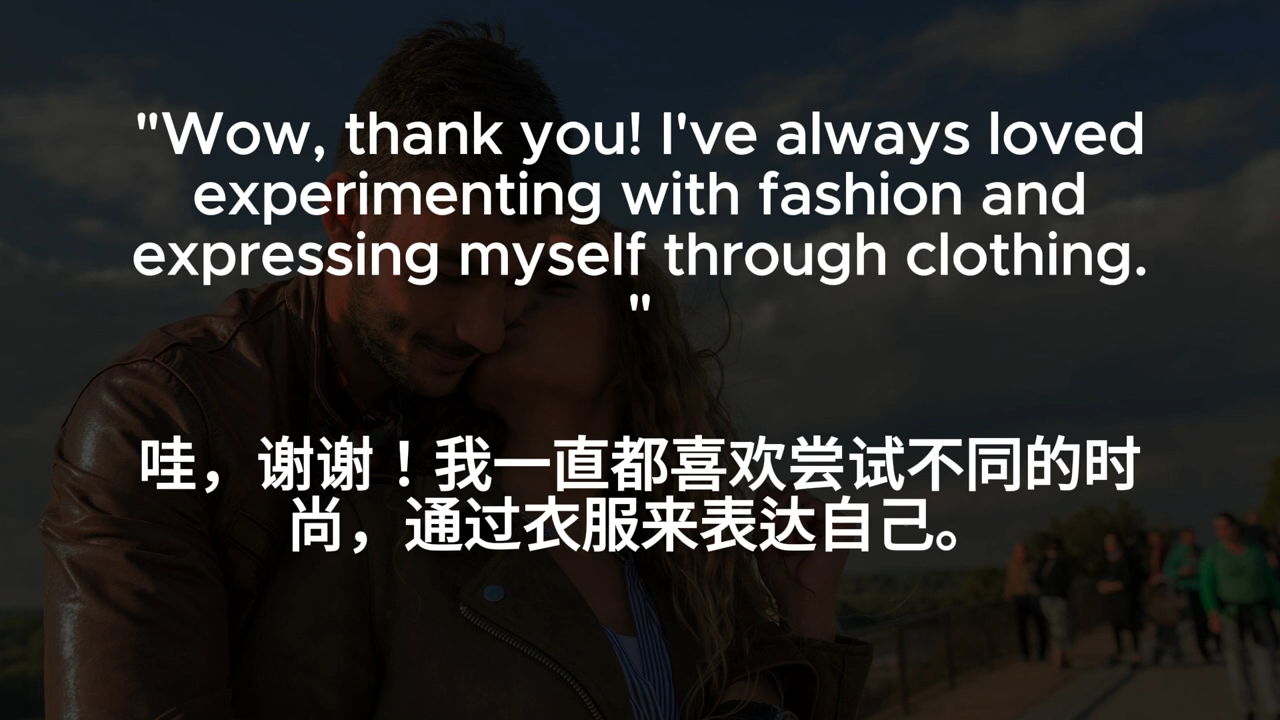 "Wow, thank you! I've always loved
experimenting with fashion and
expressing myself through clothing.
"
哇，谢谢！我一直都喜欢尝试不同的时
尚，通过衣服来表达自己。